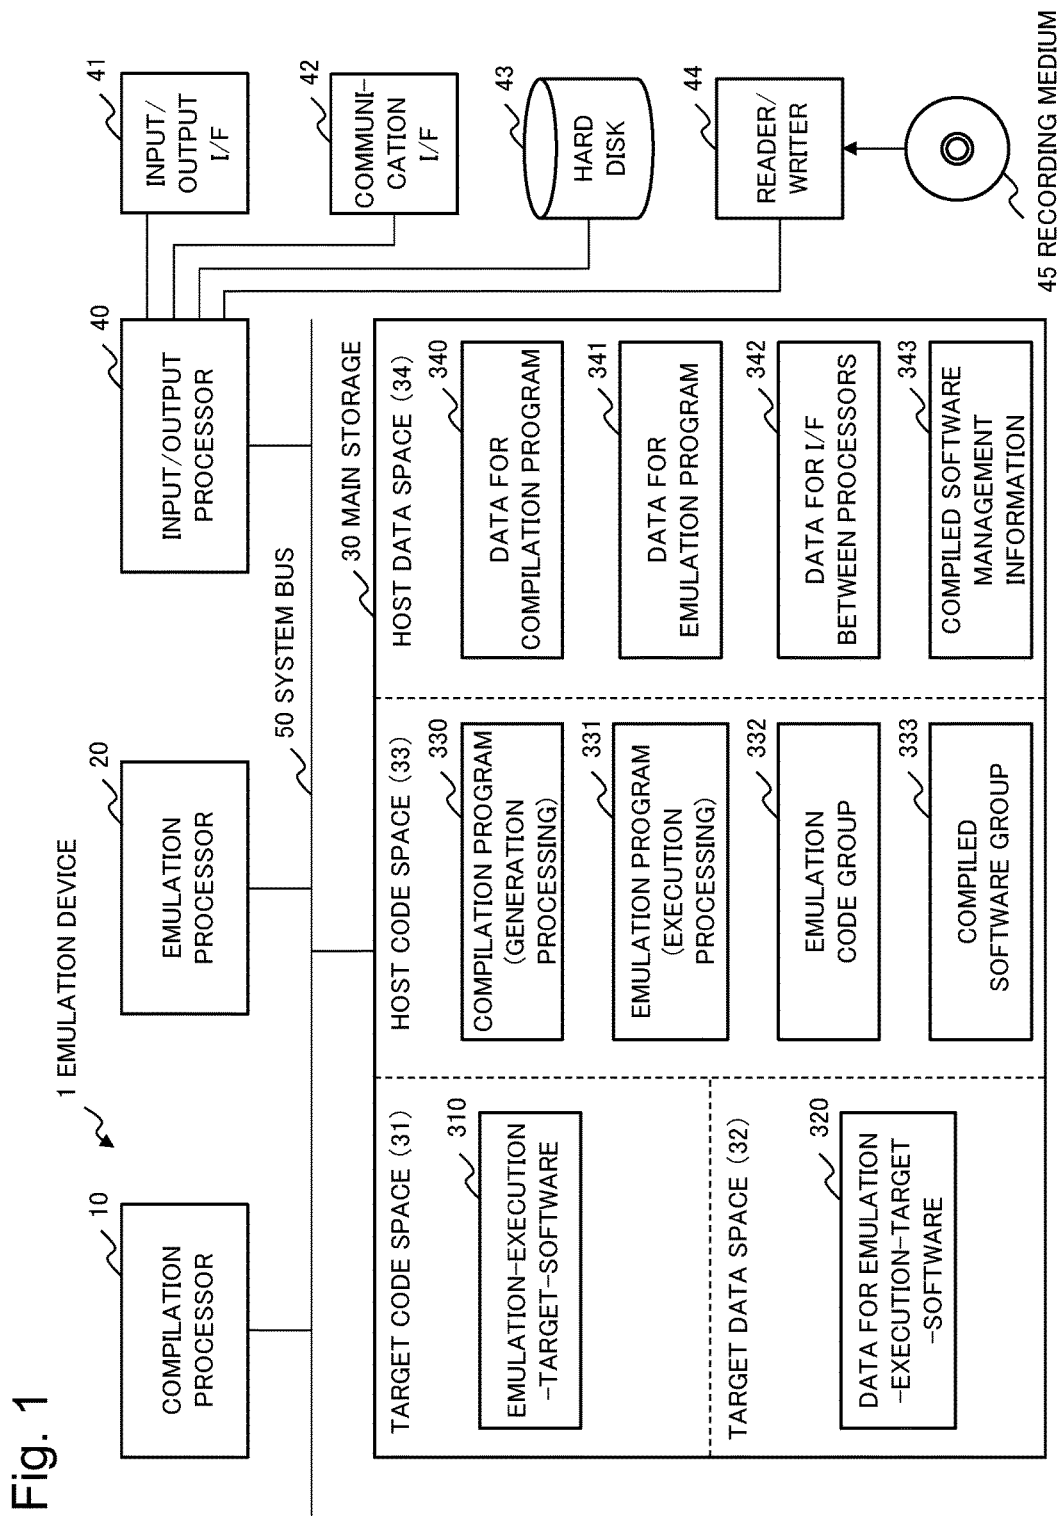 Fig. 1
1 EMULATION DEVICE
10
COMPILATION
PROCESSOR
20
EMULATION
PROCESSOR
40
INPUT/OUTPUT
PROCESSOR
41
INPUT/
OUTPUT
I/F
42
COMMUNI-
CATION
I/F
43
HARD
DISK
44
READER/
WRITER
45 RECORDING MEDIUM
50 SYSTEM BUS
30 MAIN STORAGE
TARGET CODE SPACE (31)
310
EMULATION-EXECUTION
-TARGET-SOFTWARE
TARGET DATA SPACE (32)
320
DATA FOR EMULATION
-EXECUTION-TARGET
-SOFTWARE
HOST CODE SPACE (33)
330
COMPILATION PROGRAM
(GENERATION
PROCESSING)
331
EMULATION PROGRAM
(EXECUTION
PROCESSING)
332
EMULATION
CODE GROUP
333
COMPILED
SOFTWARE GROUP
HOST DATA SPACE (34)
340
DATA FOR
COMPILATION PROGRAM
341
DATA FOR
EMULATION PROGRAM
342
DATA FOR I/F
BETWEEN PROCESSORS
343
COMPILED SOFTWARE
MANAGEMENT
INFORMATION